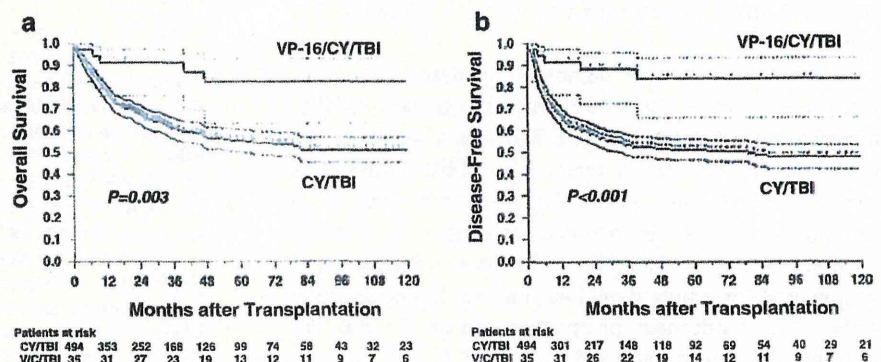 a
VP-16/CY/TBI
1.0
0.9
0.8
0.7
0.6
0.5
0.4
0.3
0.2
0.1
0.0
Overall Survival
CY/TBI
P=0.003
0 12 24 36 48 60 72 84 96 108 120
Months after Transplantation
Patients at risk
CY/TBI 494 353 252 168 126 99 74 58 43 32 23
V/C/TBI 35 31 27 23 19 13 12 11 9 7 6
b
VP-16/CY/TBI
1.0
0.9
0.8
0.7
0.6
0.5
0.4
0.3
0.2
0.1
0.0
Disease-Free Survival
CY/TBI
P<0.001
0 12 24 36 48 60 72 84 96 108 120
Months after Transplantation
Patients at risk
CY/TBI 494 301 217 148 118 92 69 54 40 29 21
V/C/TBI 35 31 26 22 19 14 12 11 9 7 6